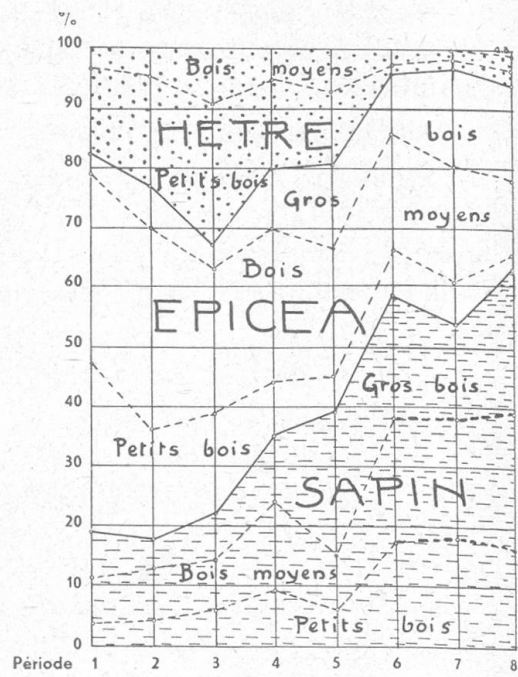 %
100
Bois moyens
90
HETRE
bois
80
Petits bois
Gros
70
moyens
Bois
60
EPICEA
50
Gros bois
40
Petits bois
30
SAPIN
20
Bois moyens
10
Petits bois
0
Période 1 2 3 4 5 6 7 8